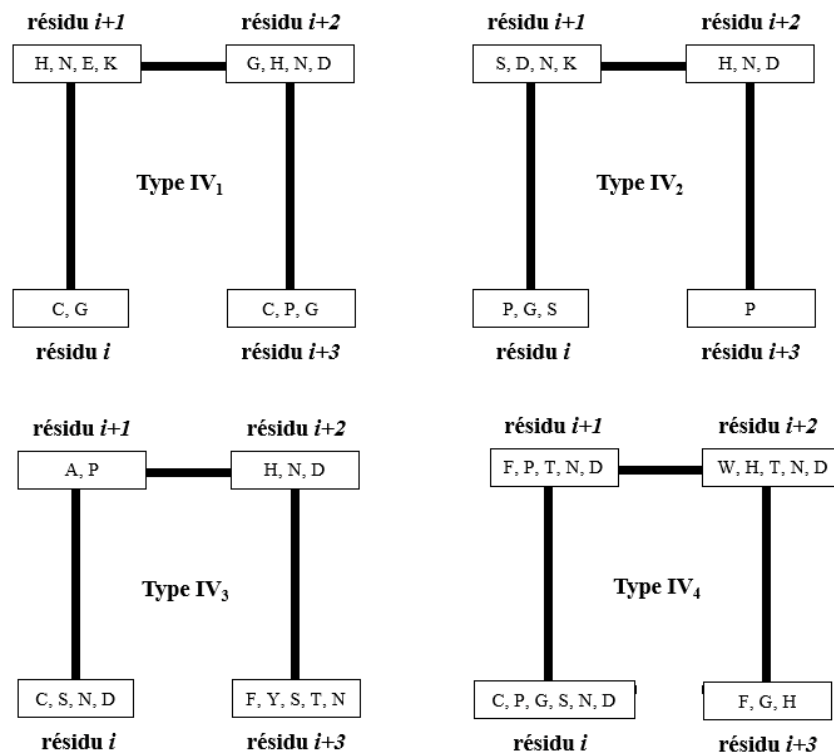 résidu i+1 résidu i+2
H, N, E, K G, H, N, D
Type IV₁
C, G C, P, G
résidu i résidu i+3
résidu i+1 résidu i+2
S, D, N, K H, N, D
Type IV₂
P, G, S P
résidu i résidu i+3
résidu i+1 résidu i+2
A, P H, N, D
Type IV₃
C, S, N, D F, Y, S, T, N
résidu i résidu i+3
résidu i+1 résidu i+2
F, P, T, N, D W, H, T, N, D
Type IV₄
C, P, G, S, N, D F, G, H
résidu i résidu i+3